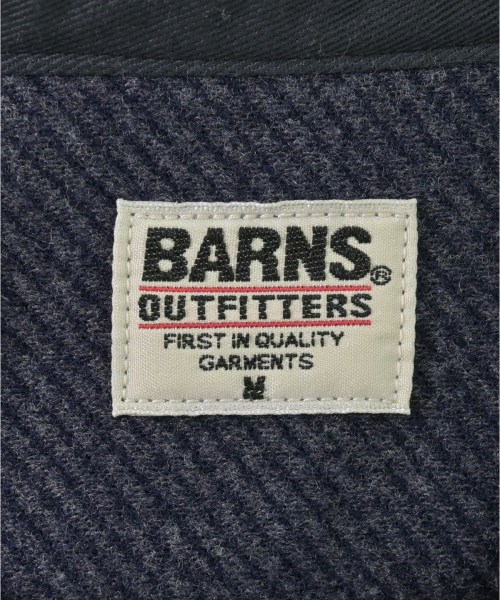 BARNS®
OUTFITTERS
FIRST IN QUALITY
GARMENTS
M